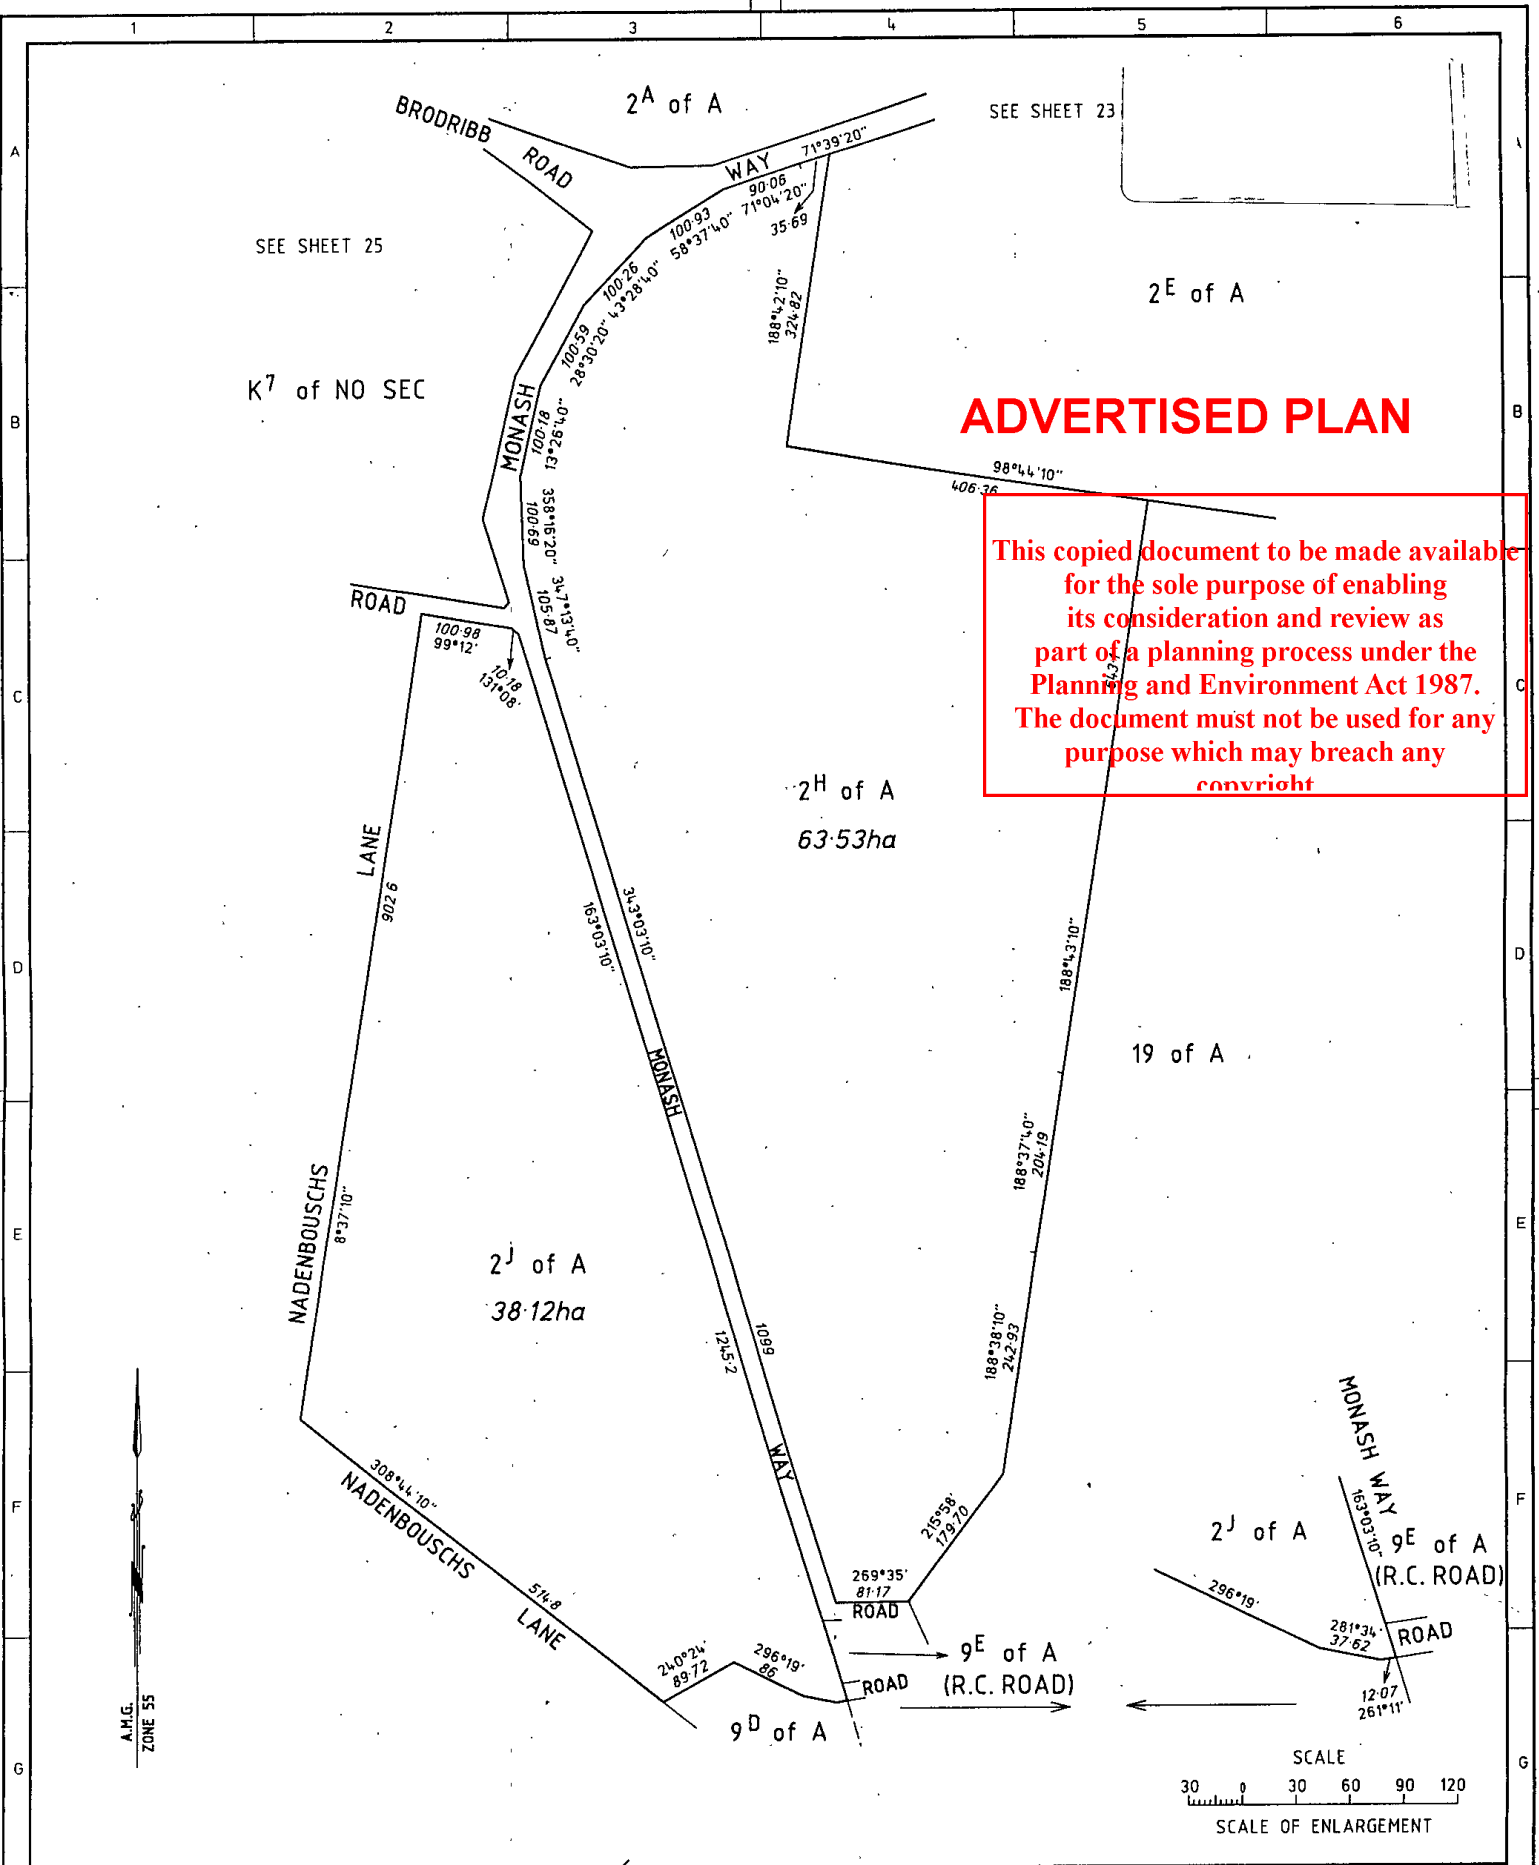 1 2 3 4 5 6
A
B
C
D
E
F
G
A
B
C
D
E
F
G
2A of A
SEE SHEET 23
BRODRIBB
ROAD
WAY
71°39'20"
90·06
71°04'20"
35·69
100·93
58°37'40"
100·26
43°28'40"
100·59
28°30'20"
SEE SHEET 25
188°42'10"
324·82
2E of A
K7 of NO SEC
MONASH
100·18
13°26'40"
ADVERTISED PLAN
98°44'10"
406·36
358°16'20"
100·69
347°13'40"
105·87
This copied document to be made available
for the sole purpose of enabling
its consideration and review as
part of a planning process under the
Planning and Environment Act 1987.
The document must not be used for any
purpose which may breach any
copyright
ROAD
100·98
99°12'
10·18
131°08'
2H of A
63·53ha
LANE
902·6
163°03'10"
343°03'10"
188°43'10"
MONASH
19 of A
188°37'40"
204·19
NADENBOUSCHS
8°37'10"
2J of A
38·12ha
1245·2
1099
188°38'10"
242·93
308°44'10"
NADENBOUSCHS
514·8
LANE
WAY
215°58'
179·70
269°35'
81·17
ROAD
240°24'
89·72
296°19'
86
ROAD
9E of A
(R.C. ROAD)
9D of A
A.M.G.
ZONE 55
MONASH WAY
163°03'10"
2J of A
9E of A
(R.C. ROAD)
296°19'
281°34'
37·62
ROAD
12·07
261°11'
SCALE
30 0 30 60 90 120
SCALE OF ENLARGEMENT